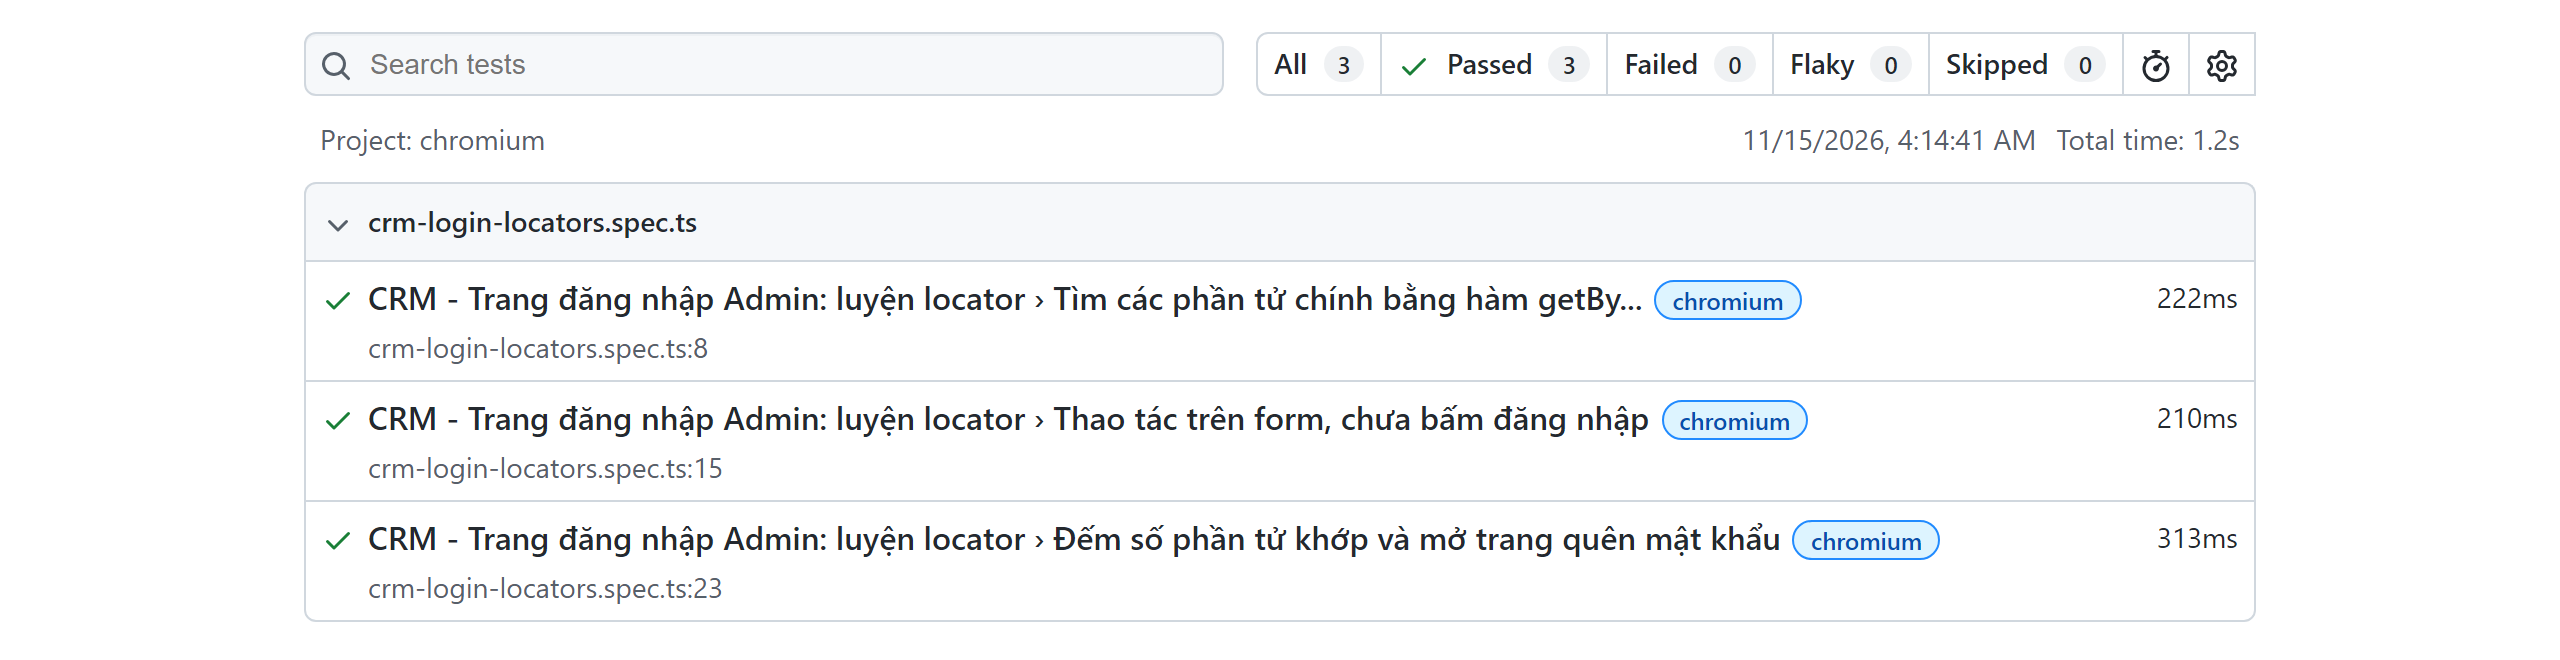 Search tests
All 3 Passed 3 Failed 0 Flaky 0 Skipped 0
Project: chromium 11/15/2026, 4:14:41 AM Total time: 1.2s
crm-login-locators.spec.ts
CRM - Trang đăng nhập Admin: luyện locator › Tìm các phần tử chính bằng hàm getBy... chromium 222ms
crm-login-locators.spec.ts:8
CRM - Trang đăng nhập Admin: luyện locator › Thao tác trên form, chưa bấm đăng nhập chromium 210ms
crm-login-locators.spec.ts:15
CRM - Trang đăng nhập Admin: luyện locator › Đếm số phần tử khớp và mở trang quên mật khẩu chromium 313ms
crm-login-locators.spec.ts:23